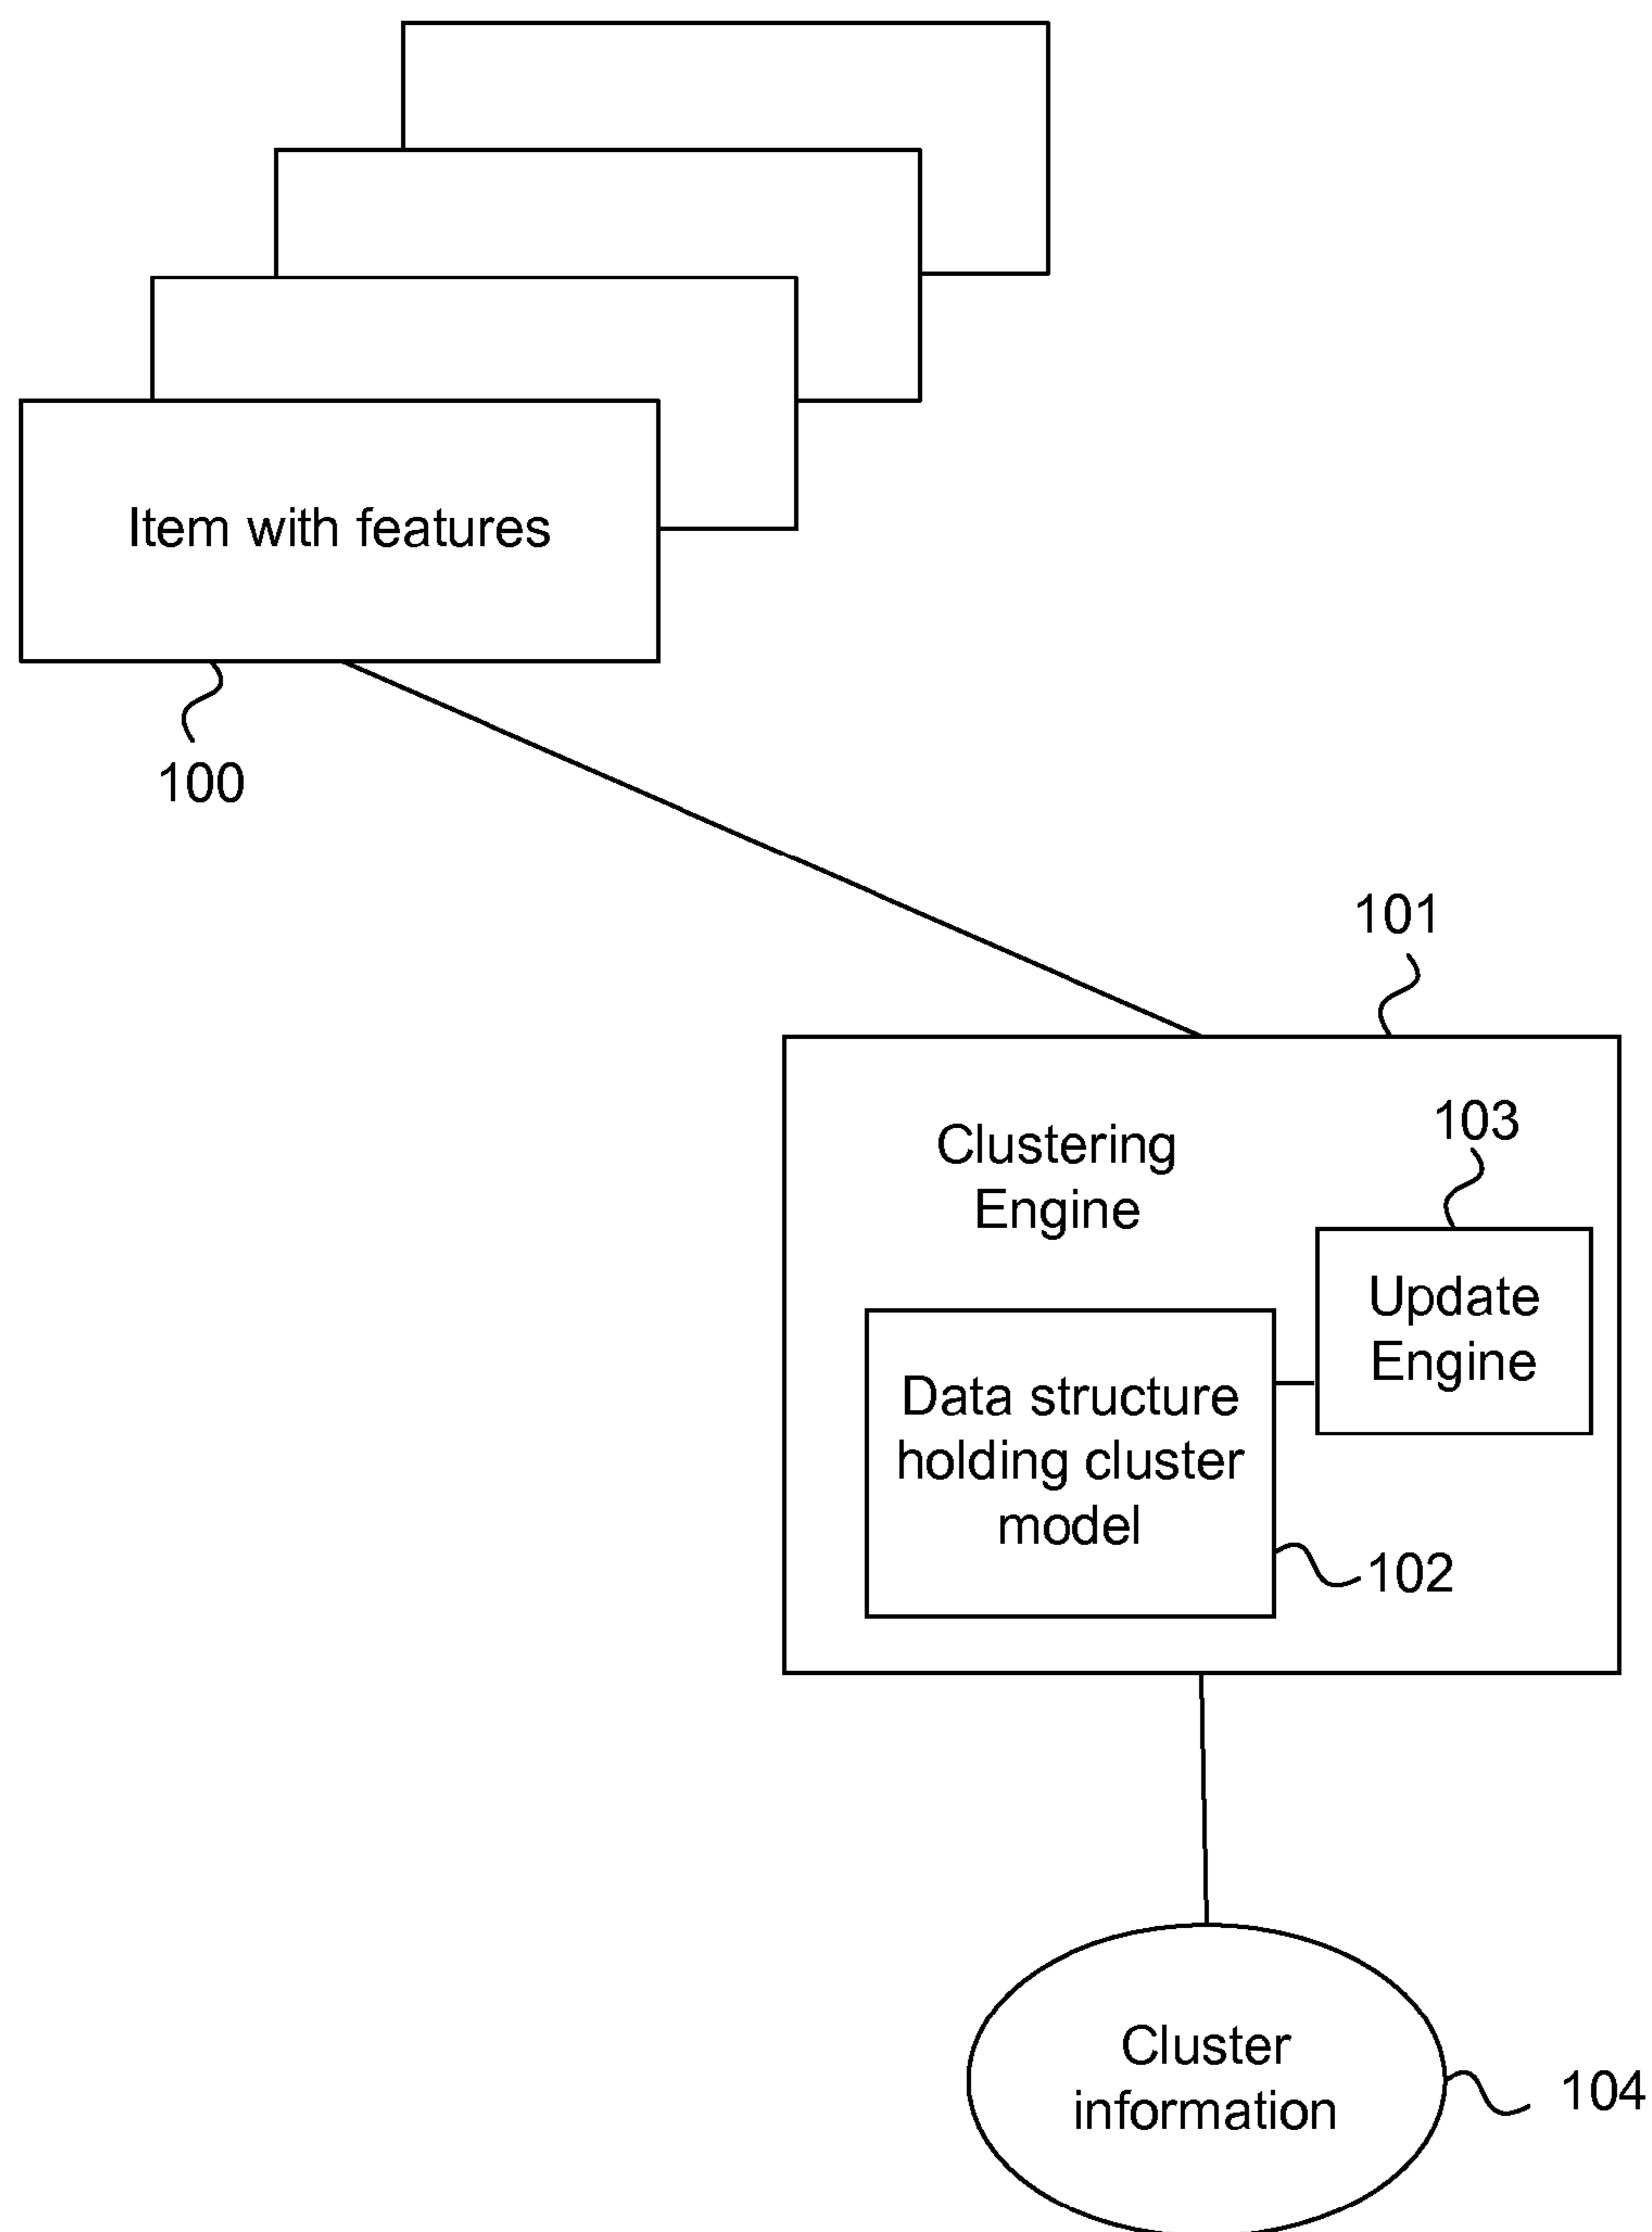 Item with features
100
101
Clustering
Engine
103
Update
Engine
Data structure
holding cluster
model
102
Cluster
information
104